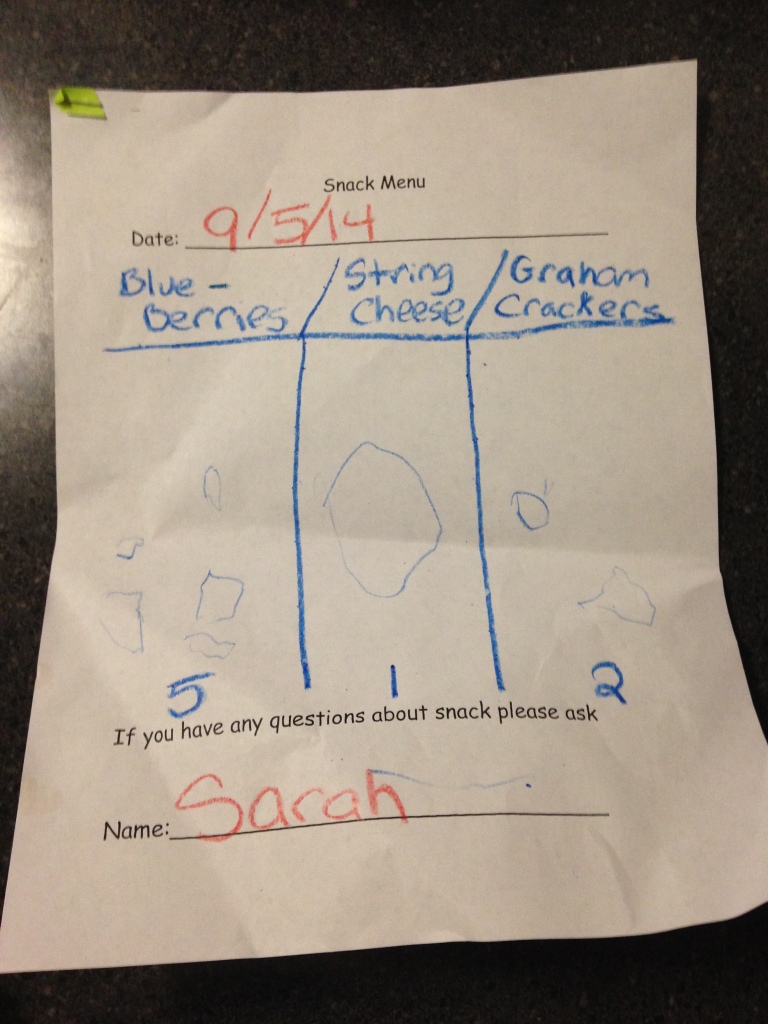 Snack Menu
Date: 9/5/14
Blue - / String / Graham
Berries Cheese Crackers
5 1 2
If you have any questions about snack please ask
Name: Sarah